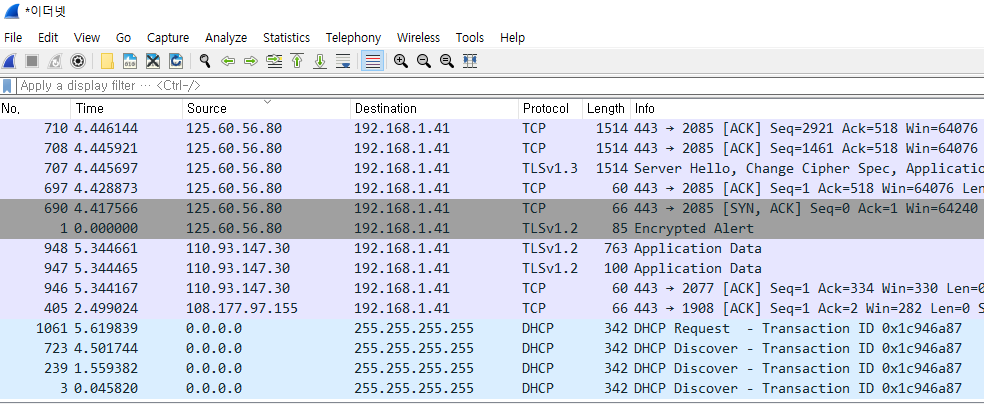 *이더넷
File Edit View Go Capture Analyze Statistics Telephony Wireless Tools Help
Apply a display filter … <Ctrl-/>
No. Time Source Destination Protocol Length Info
710 4.446144 125.60.56.80 192.168.1.41 TCP 1514 443 → 2085 [ACK] Seq=2921 Ack=518 Win=64076
708 4.445921 125.60.56.80 192.168.1.41 TCP 1514 443 → 2085 [ACK] Seq=1461 Ack=518 Win=64076
707 4.445697 125.60.56.80 192.168.1.41 TLSv1.3 1514 Server Hello, Change Cipher Spec, Applicatio
697 4.428873 125.60.56.80 192.168.1.41 TCP 60 443 → 2085 [ACK] Seq=1 Ack=518 Win=64076 Len
690 4.417566 125.60.56.80 192.168.1.41 TCP 66 443 → 2085 [SYN, ACK] Seq=0 Ack=1 Win=64240
1 0.000000 125.60.56.80 192.168.1.41 TLSv1.2 85 Encrypted Alert
948 5.344661 110.93.147.30 192.168.1.41 TLSv1.2 763 Application Data
947 5.344465 110.93.147.30 192.168.1.41 TLSv1.2 100 Application Data
946 5.340167 110.93.147.30 192.168.1.41 TCP 60 443 → 2077 [ACK] Seq=1 Ack=334 Win=330 Len=0
405 2.499024 108.177.97.155 192.168.1.41 TCP 66 443 → 1908 [ACK] Seq=1 Ack=2 Win=282 Len=0 S
1061 5.619839 0.0.0.0 255.255.255.255 DHCP 342 DHCP Request - Transaction ID 0x1c946a87
723 4.501744 0.0.0.0 255.255.255.255 DHCP 342 DHCP Discover - Transaction ID 0x1c946a87
239 1.559382 0.0.0.0 255.255.255.255 DHCP 342 DHCP Discover - Transaction ID 0x1c946a87
3 0.045820 0.0.0.0 255.255.255.255 DHCP 342 DHCP Discover - Transaction ID 0x1c946a87